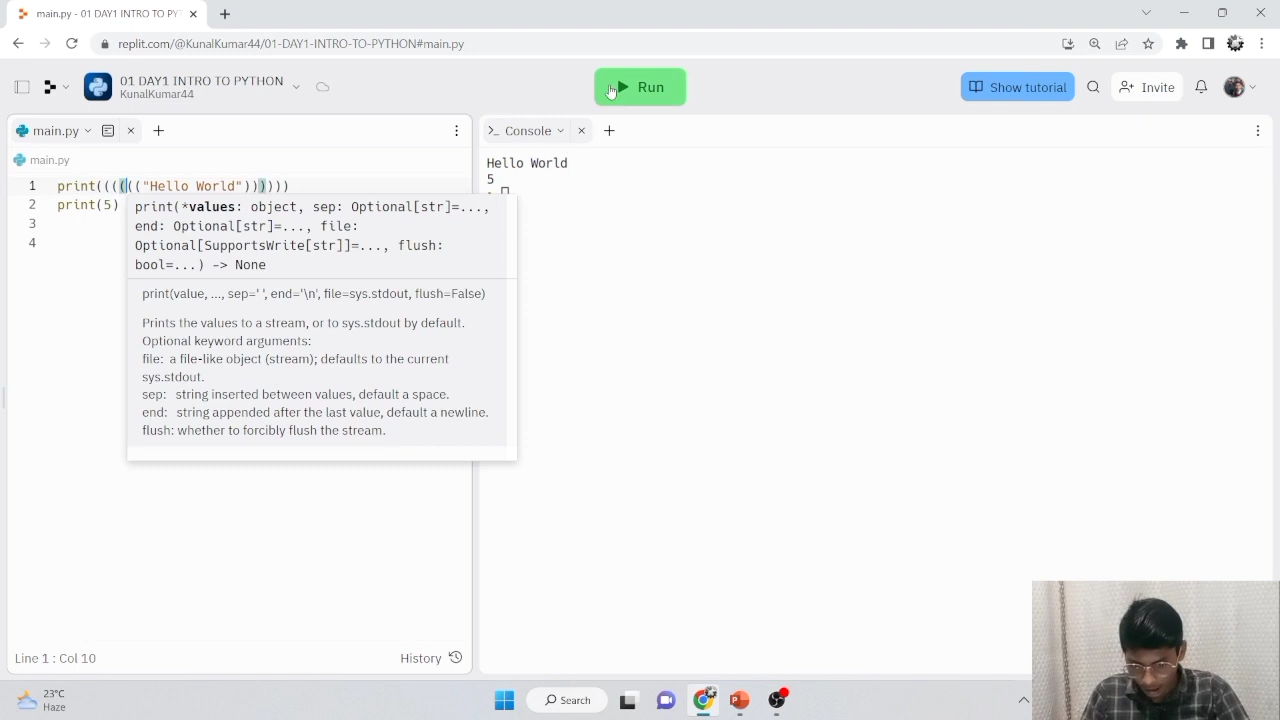 main.py - 01 DAY1 INTRO TO PY
replit.com/@KunalKumar44/01-DAY1-INTRO-TO-PYTHON#main.py
01 DAY1 INTRO TO PYTHON
KunalKumar44
Run
Show tutorial
Invite
main.py
Console
main.py
1 print((((((("Hello World")))))))
2 print(5)
3
4
print(*values: object, sep: Optional[str]=...,
end: Optional[str]=..., file:
Optional[SupportsWrite[str]]=..., flush:
bool=...) -> None
print(value, ..., sep=' ', end='\n', file=sys.stdout, flush=False)
Prints the values to a stream, or to sys.stdout by default.
Optional keyword arguments:
file: a file-like object (stream); defaults to the current
sys.stdout.
sep: string inserted between values, default a space.
end: string appended after the last value, default a newline.
flush: whether to forcibly flush the stream.
Hello World
5
Line 1 : Col 10
History
23°C
Haze
Search